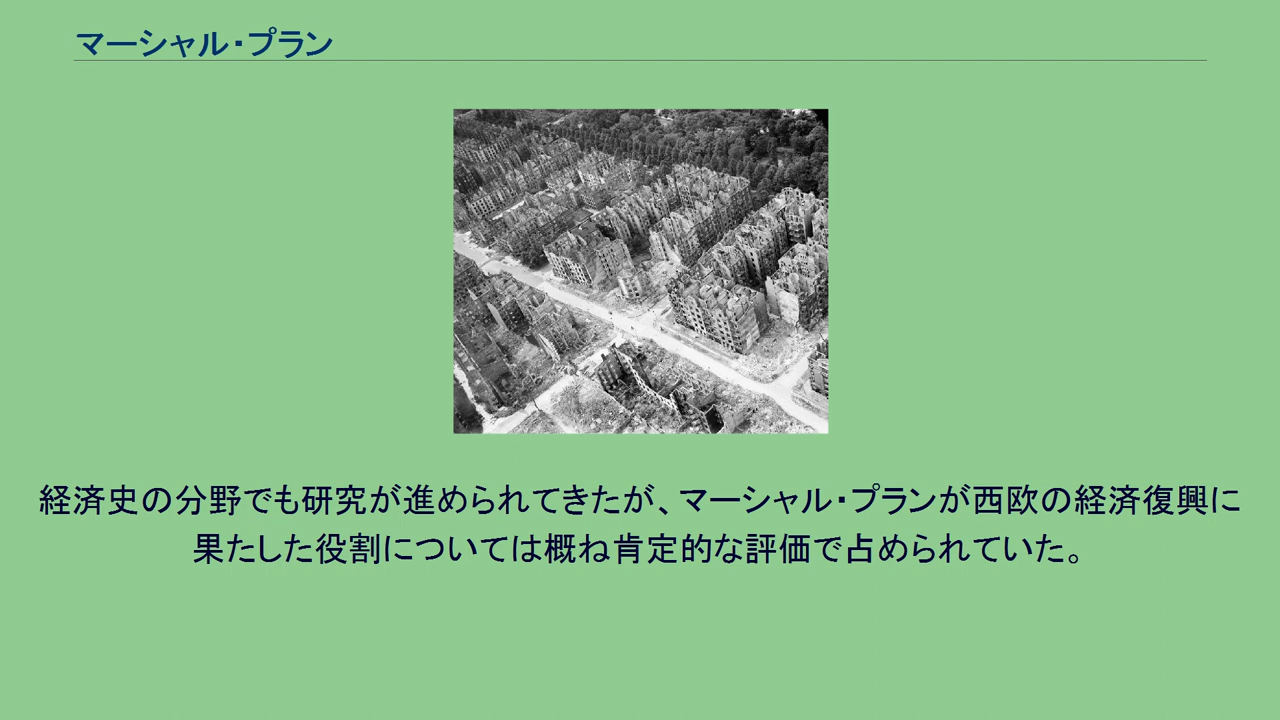 マーシャル・プラン
経済史の分野でも研究が進められてきたが、マーシャル・プランが西欧の経済復興に
果たした役割については概ね肯定的な評価で占められていた。